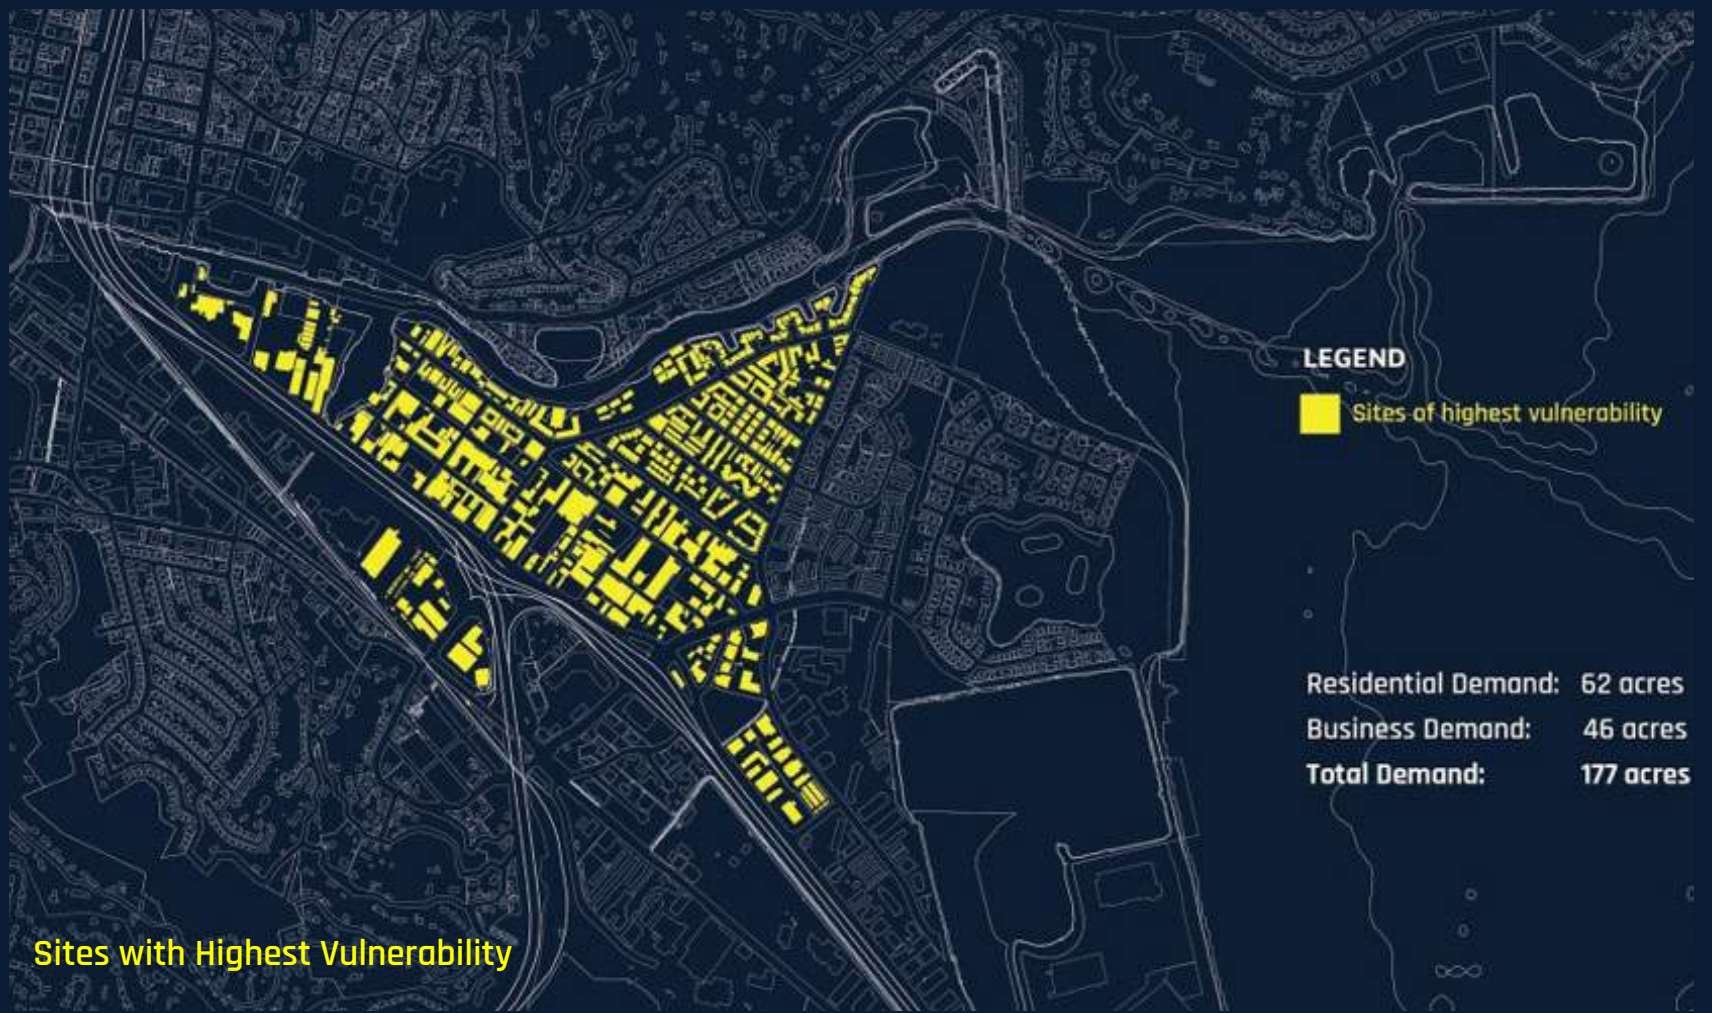 LEGEND
Sites of highest vulnerability
Residential Demand: 62 acres
Business Demand: 46 acres
Total Demand: 177 acres
Sites with Highest Vulnerability